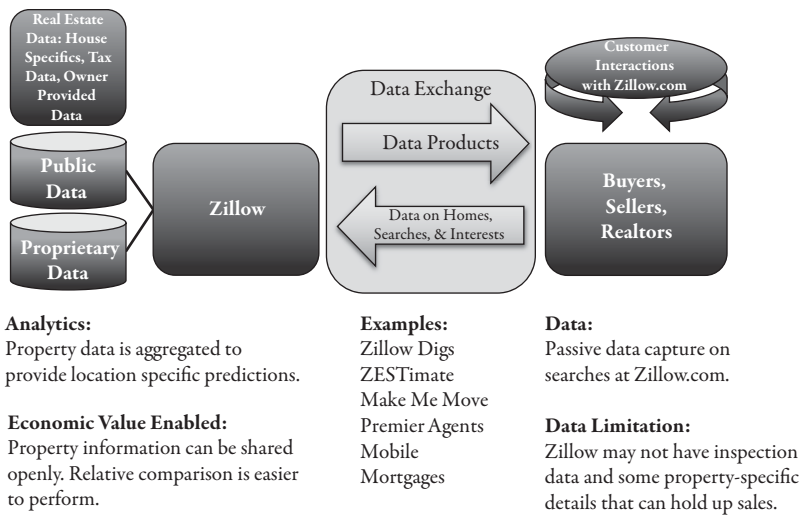 Real Estate
Data: House
Specifics, Tax
Data, Owner
Provided
Data
Public
Data
Proprietary
Data
Zillow
Data Exchange
Data Products
Data on Homes,
Searches, & Interests
Customer
Interactions
with Zillow.com
Buyers,
Sellers,
Realtors
Analytics:
Property data is aggregated to
provide location specific predictions.
Economic Value Enabled:
Property information can be shared
openly. Relative comparison is easier
to perform.
Examples:
Zillow Digs
ZESTimate
Make Me Move
Premier Agents
Mobile
Mortgages
Data:
Passive data capture on
searches at Zillow.com.
Data Limitation:
Zillow may not have inspection
data and some property-specific
details that can hold up sales.